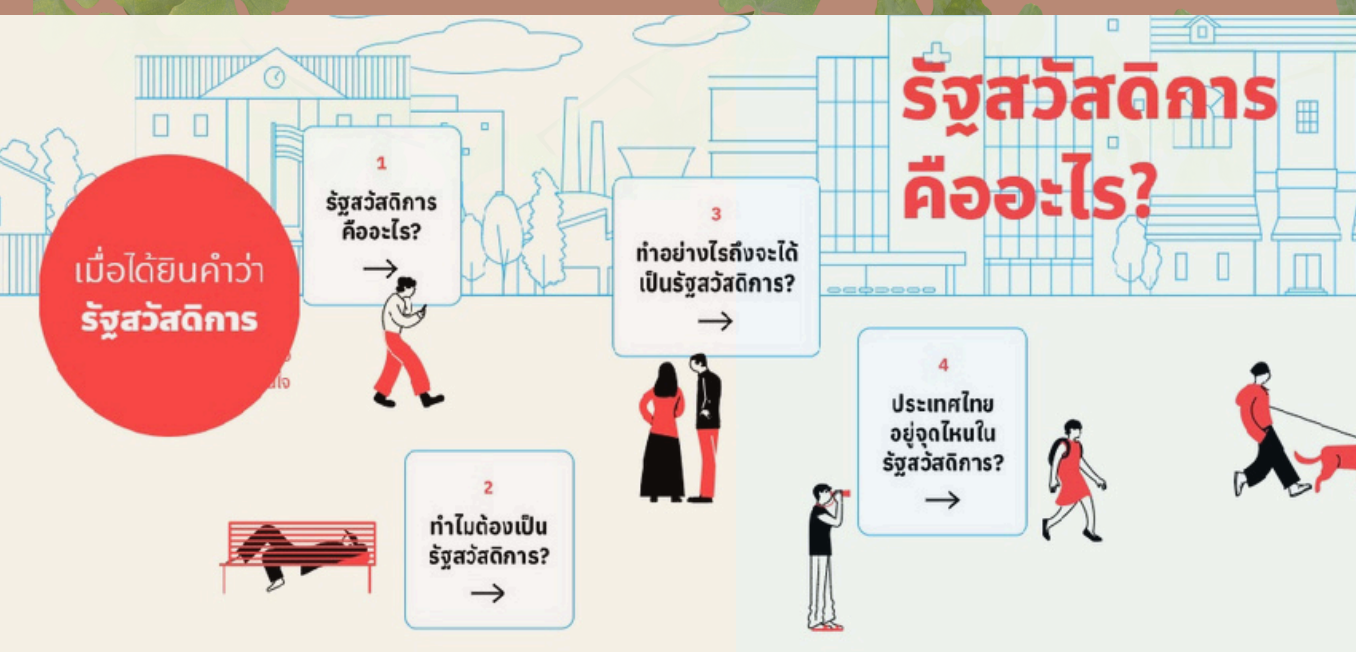 รัฐสวัสดิการ
คืออะไร?
เมื่อได้ยินคำว่า
รัฐสวัสดิการ
1
รัฐสวัสดิการ
คืออะไร?
→
2
ทำไมต้องเป็น
รัฐสวัสดิการ?
→
3
ทำอย่างไรถึงจะได้
เป็นรัฐสวัสดิการ?
→
4
ประเทศไทย
อยู่จุดไหนใน
รัฐสวัสดิการ?
→